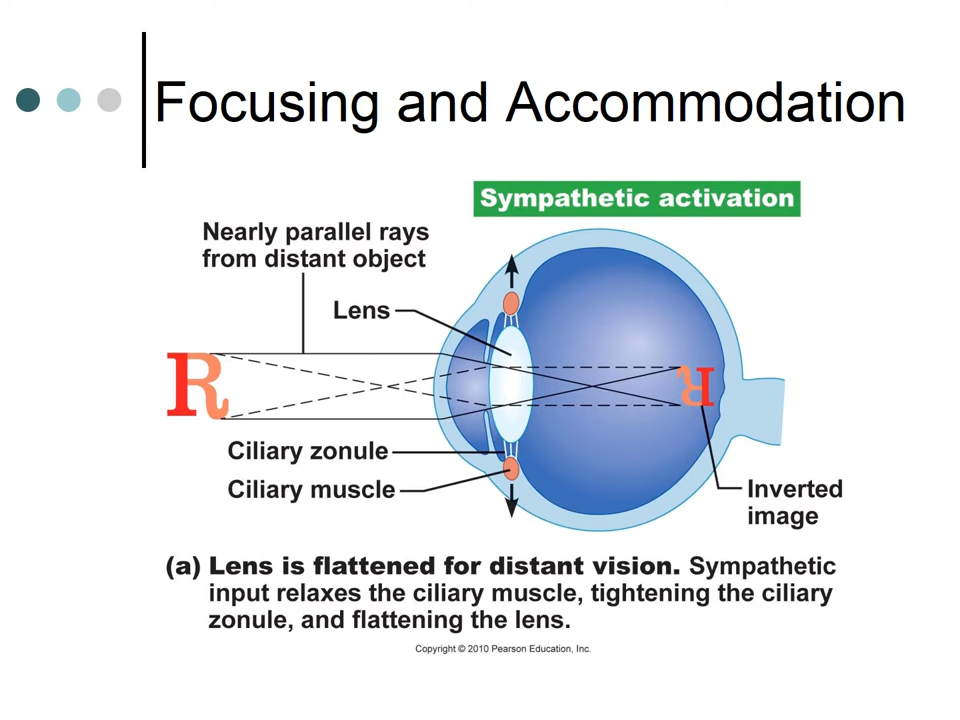 Focusing and Accommodation
Sympathetic activation
Nearly parallel rays
from distant object
Lens
R
R
Ciliary zonule
Ciliary muscle
Inverted
image
(a) Lens is flattened for distant vision. Sympathetic
input relaxes the ciliary muscle, tightening the ciliary
zonule, and flattening the lens.
Copyright © 2010 Pearson Education, Inc.